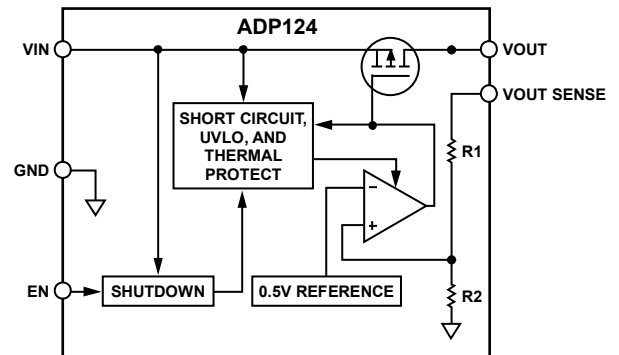 ADP124
VIN
VOUT
VOUT SENSE
SHORT CIRCUIT,
UVLO, AND
THERMAL
PROTECT
R1
GND
–
+
EN
SHUTDOWN
0.5V REFERENCE
R2